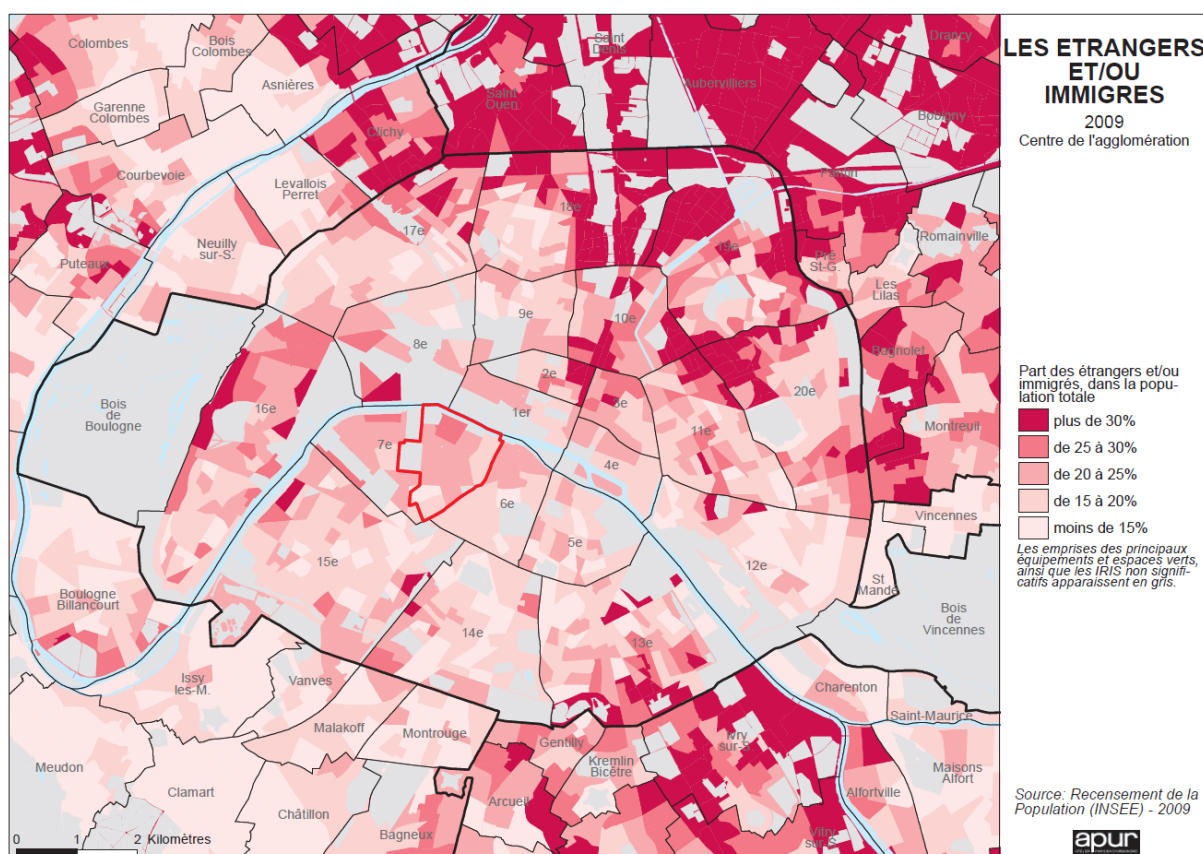 LES ETRANGERS
ET/OU
IMMIGRES
2009
Centre de l'agglomération
Part des étrangers et/ou
immigrés, dans la popu-
lation totale
plus de 30%
de 25 à 30%
de 20 à 25%
de 15 à 20%
moins de 15%
Les emprises des principaux
équipements et espaces verts,
ainsi que les IRIS non signifi-
catifs apparaissent en gris.
Source: Recensement de la
Population (INSEE) - 2009
apur
Colombes
Bois
Colombes
Asnières
Saint
Denis
Aubervilliers
Drancy
Garenne
Colombes
Saint
Ouen
Bobigny
Clichy
Courbevoie
Levallois
Perret
Pantin
18e
17e
Neuilly
sur-S.
19e
Romainville
Puteaux
Pré
St-G.
Les
Lilas
9e
10e
8e
Bagnolet
2e
3e
20e
Bois
de
Boulogne
16e
1er
11e
Montreuil
7e
4e
6e
Vincennes
5e
15e
12e
St
Mandé
Boulogne
Billancourt
Bois
de
Vincennes
14e
13e
Issy
les-M.
Vanves
Charenton
Malakoff
Saint-Maurice
Montrouge
Gentilly
Ivry
sur-S.
Kremlin
Bicêtre
Meudon
Maisons
Alfort
Clamart
Arcueil
Alfortville
Châtillon
Bagneux
Vitry
sur-S.
0 1 2 Kilomètres